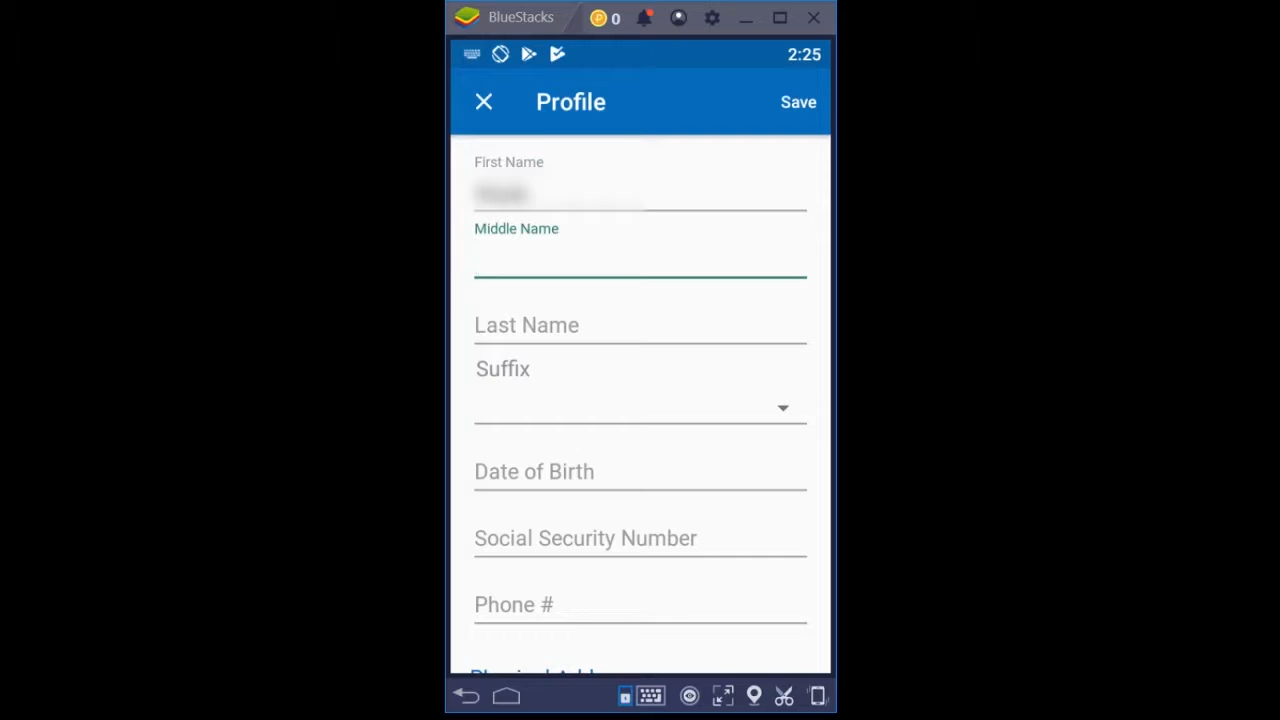 BlueStacks
0
2:25
Profile
Save
First Name
Middle Name
Last Name
Suffix
Date of Birth
Social Security Number
Phone #